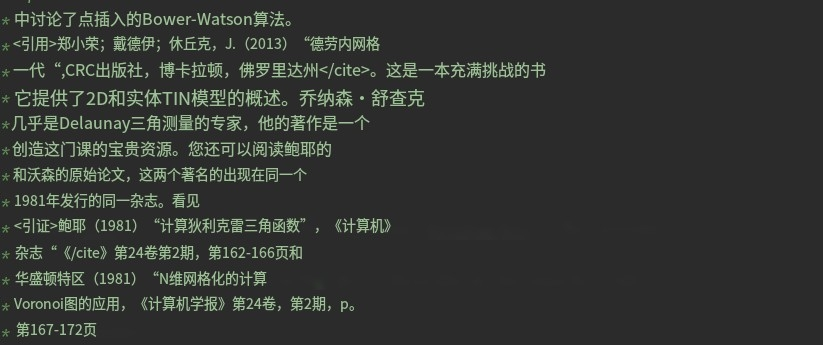 * 中讨论了点插入的Bower-Watson算法。
* <引用>郑小荣；戴德伊；休丘克，J.（2013）“德劳内网格
* 一代“,CRC出版社，博卡拉顿，佛罗里达州</cite>。这是一本充满挑战的书
* 它提供了2D和实体TIN模型的概述。乔纳森·舒查克
* 几乎是Delaunay三角测量的专家，他的著作是一个
* 创造这门课的宝贵资源。您还可以阅读鲍耶的
* 和沃森的原始论文，这两个著名的出现在同一个
* 1981年发行的同一杂志。看见
* <引证>鲍耶（1981）“计算狄利克雷三角函数”，《计算机》
* 杂志“《/cite》第24卷第2期，第162-166页和
* 华盛顿特区（1981）“N维网格化的计算
* Voronoi图的应用，《计算机学报》第24卷，第2期，p。
* 第167-172页